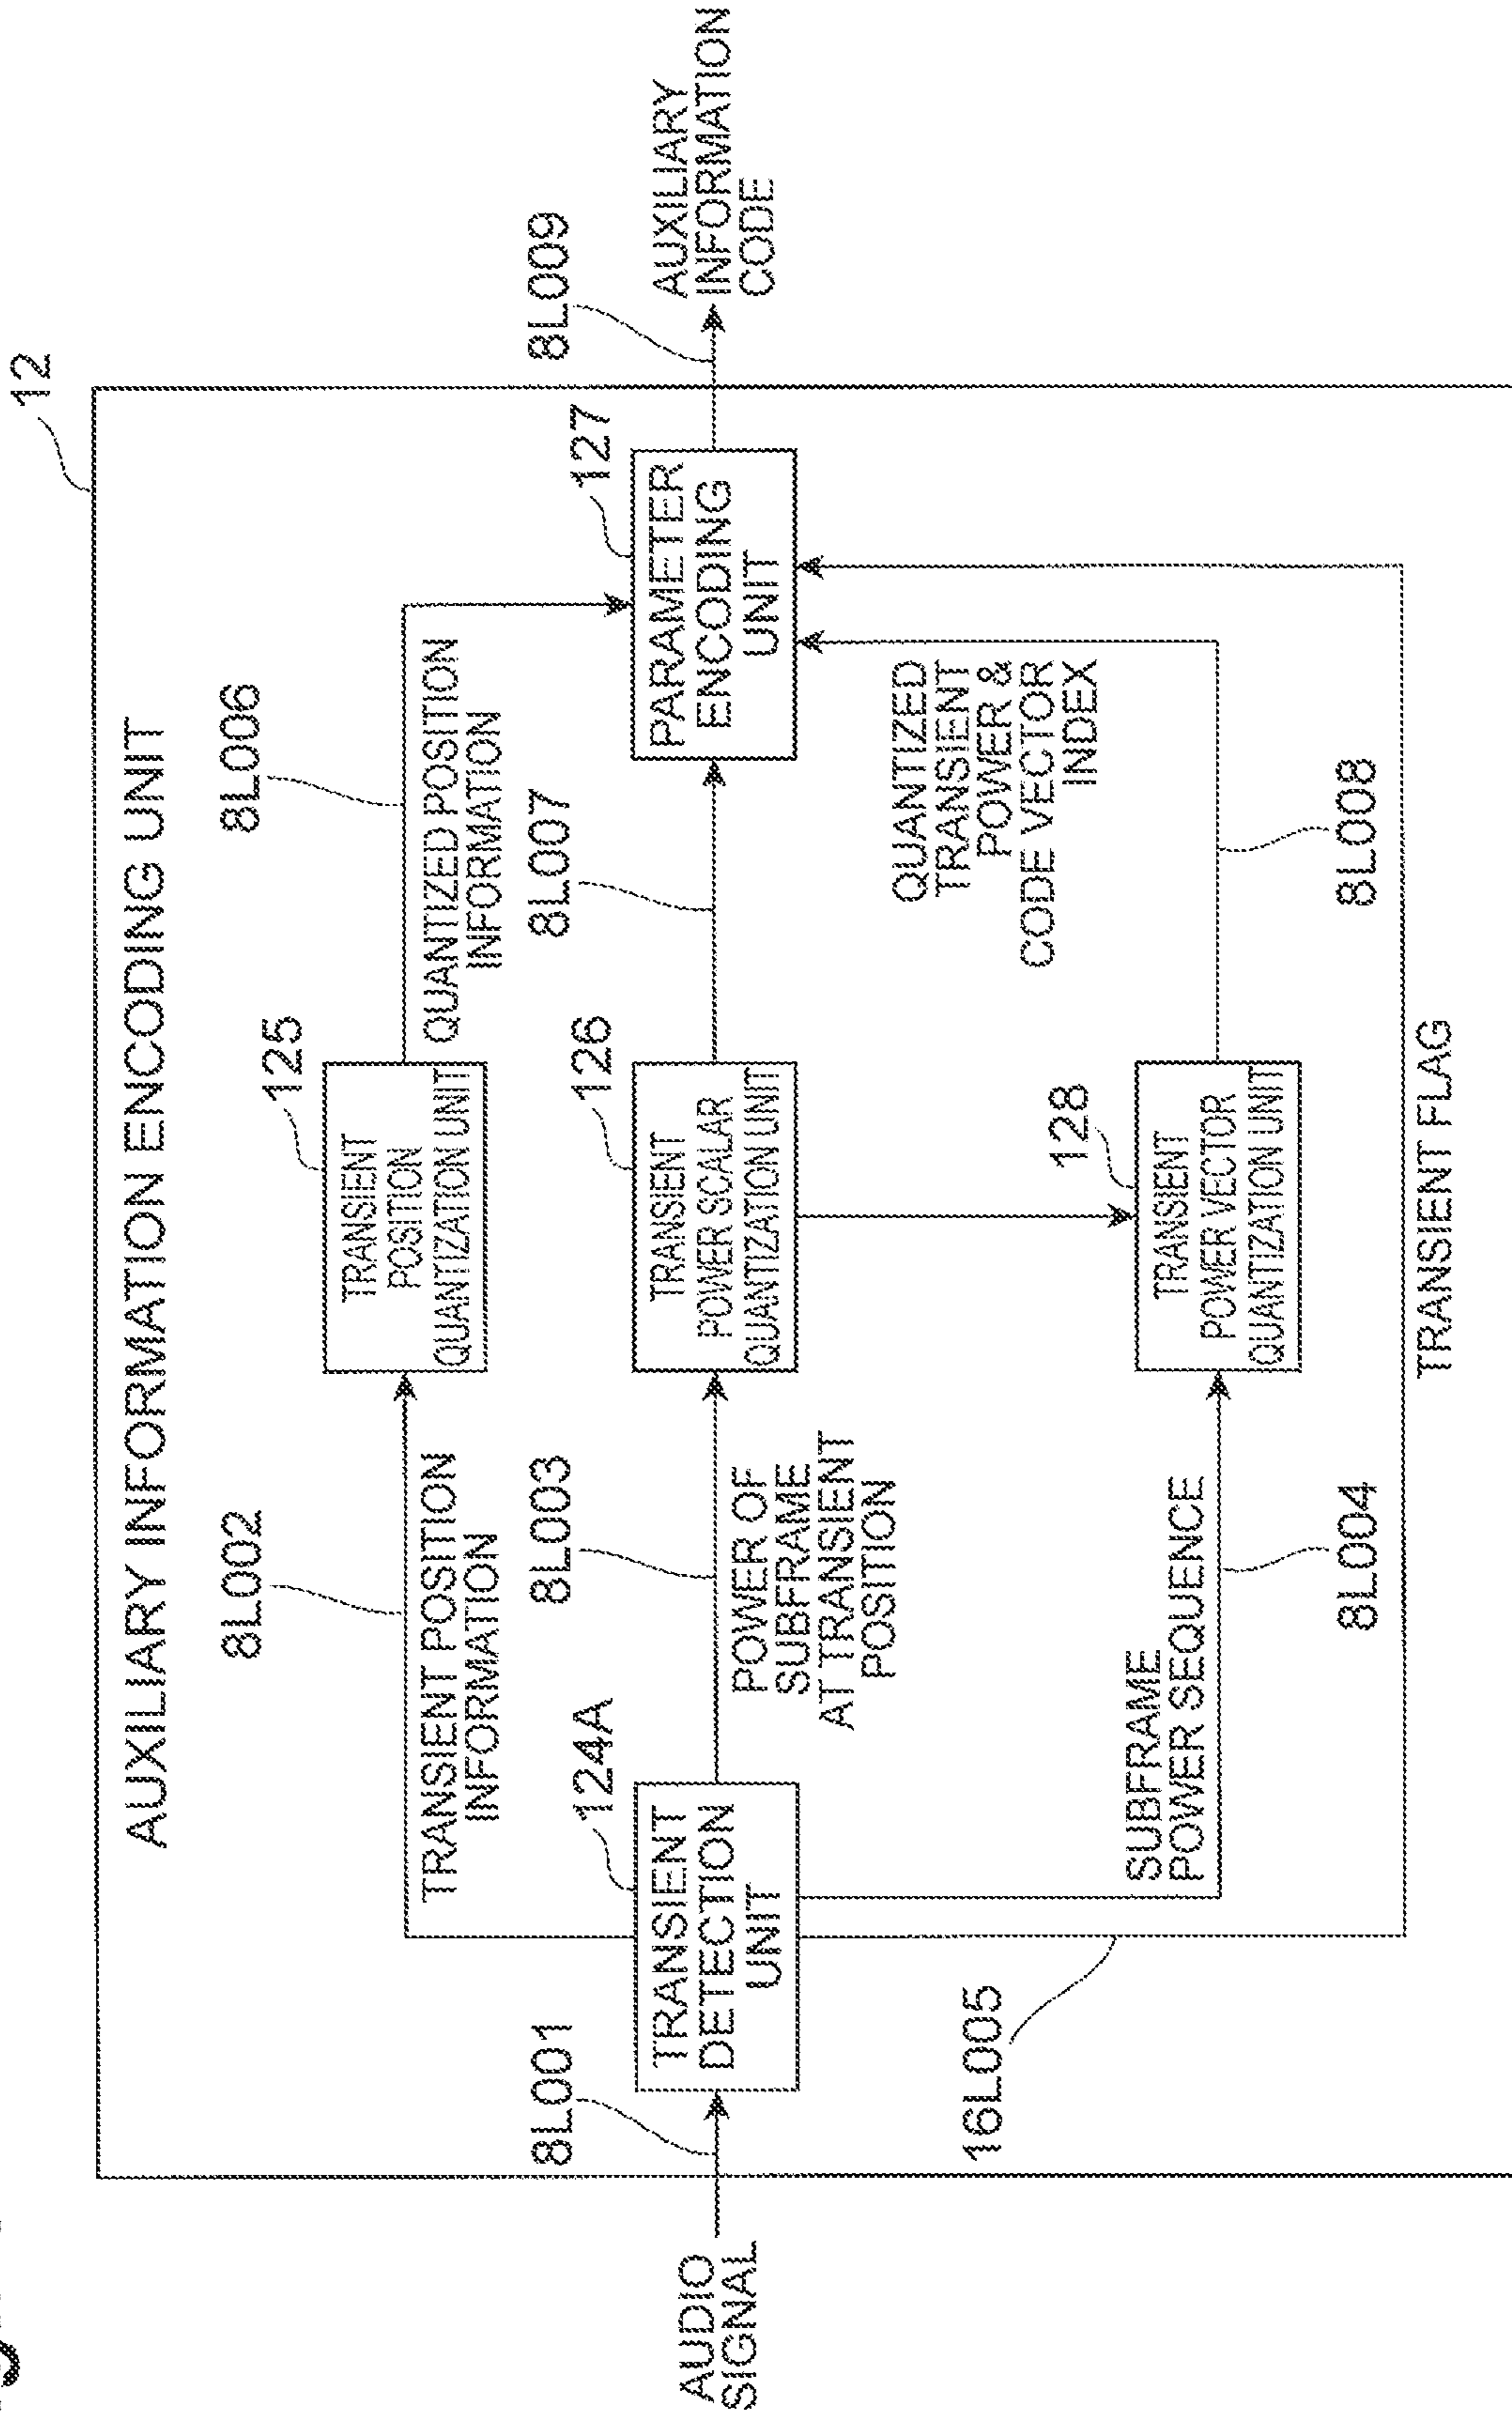 12
AUXILIARY INFORMATION ENCODING UNIT
8L002
TRANSIENT POSITION
INFORMATION
125
TRANSIENT
POSITION
QUANTIZATION UNIT
8L006
QUANTIZED POSITION
INFORMATION
AUDIO
SIGNAL
8L001
124A
TRANSIENT
DETECTION
UNIT
8L003
POWER OF
SUBFRAME
AT TRANSIENT
POSITION
126
TRANSIENT
POWER SCALAR
QUANTIZATION UNIT
8L007
127
PARAMETER
ENCODING
UNIT
8L009
AUXILIARY
INFORMATION
CODE
16L005
SUBFRAME
POWER SEQUENCE
8L004
128
TRANSIENT
POWER VECTOR
QUANTIZATION UNIT
QUANTIZED
TRANSIENT
POWER &
CODE VECTOR
INDEX
8L008
TRANSIENT FLAG